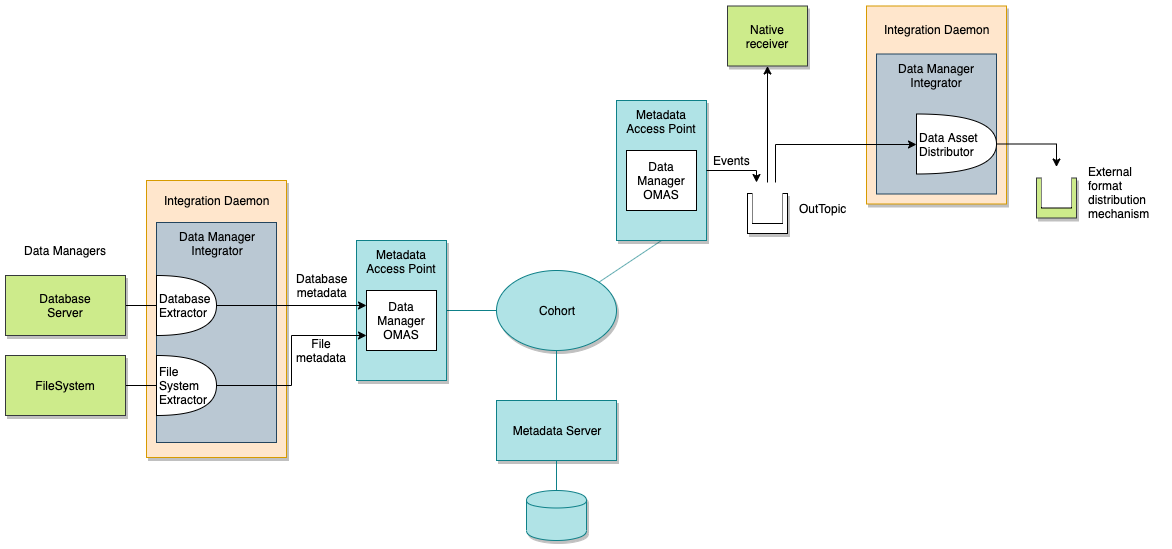 Native
receiver
Integration Daemon
Data Manager
Integrator
Data Asset
Distributor
External
format
distribution
mechanism
Metadata
Access Point
Data
Manager
OMAS
Events
OutTopic
Integration Daemon
Data Manager
Integrator
Data Managers
Database
Server
Database
Extractor
Database
metadata
FileSystem
File
System
Extractor
File
metadata
Metadata
Access Point
Data
Manager
OMAS
Cohort
Metadata Server